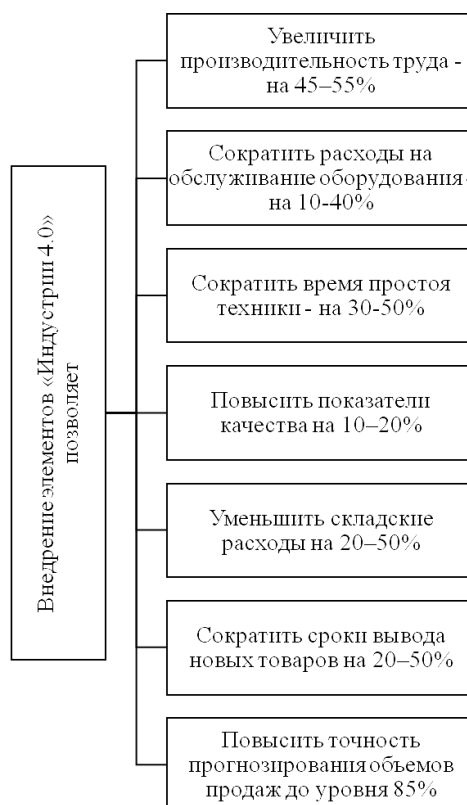 Внедрение элементов «Индустрии 4.0»
позволяет
Увеличить
производительность труда -
на 45–55%
Сократить расходы на
обслуживание оборудования -
на 10-40%
Сократить время простоя
техники - на 30-50%
Повысить показатели
качества на 10–20%
Уменьшить складские
расходы на 20–50%
Сократить сроки вывода
новых товаров на 20–50%
Повысить точность
прогнозирования объемов
продаж до уровня 85%